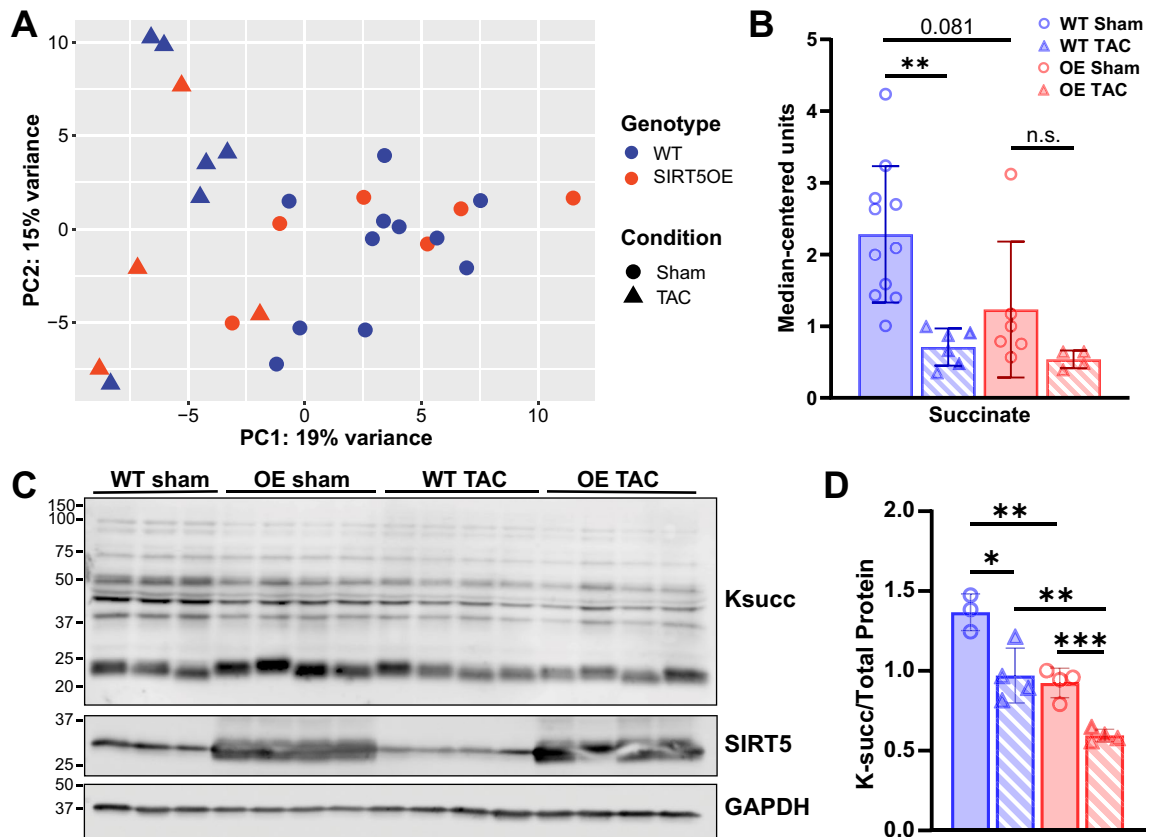 A
10
5
0
−5
−5
0
5
10
PC2: 15% variance
PC1: 19% variance
Genotype
WT
SIRT5OE
Condition
Sham
TAC
B
WT Sham
WT TAC
OE Sham
OE TAC
0.081
**
n.s.
5
4
3
2
1
0
Median-centered units
Succinate
C
WT sham OE sham WT TAC OE TAC
150
100
75
50
37
25
20
Ksucc
37
25
SIRT5
50
37
GAPDH
D
2.0
1.5
1.0
0.5
0.0
K-succ/Total Protein
**
*
**
***